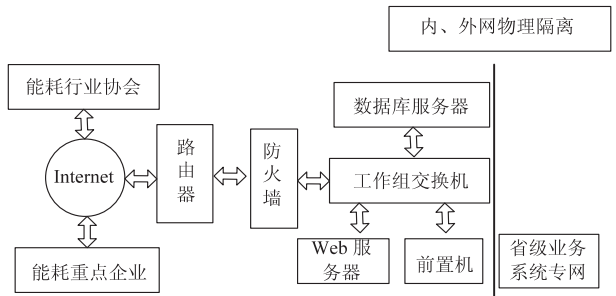 内、外网物理隔离
能耗行业协会
数据库服务器
路
由
器
防
火
墙
Internet
工作组交换机
能耗重点企业
Web 服
务器
前置机
省级业务
系统专网